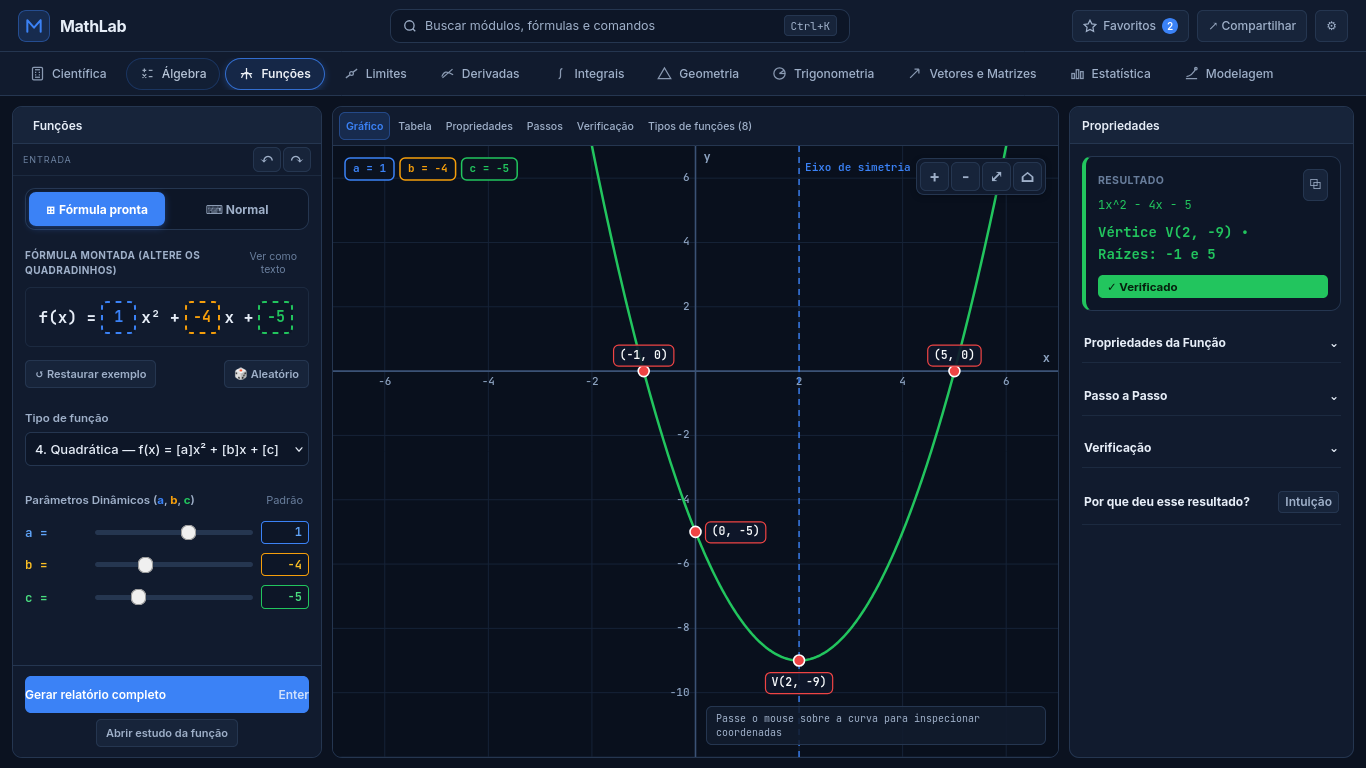 MathLab
Buscar módulos, fórmulas e comandos
Ctrl+K
Favoritos 2
Compartilhar
Científica
Álgebra
Funções
Limites
Derivadas
Integrais
Geometria
Trigonometria
Vetores e Matrizes
Estatística
Modelagem
Funções
ENTRADA
Fórmula pronta
Normal
FÓRMULA MONTADA (ALTERE OS
QUADRADINHOS)
Ver como
texto
f(x) = 1 x² + -4 x + -5
↺ Restaurar exemplo
Aleatório
Tipo de função
4. Quadrática — f(x) = [a]x² + [b]x + [c]
Parâmetros Dinâmicos (a, b, c)
Padrão
a = 1
b = -4
c = -5
Gerar relatório completo
Enter
Abrir estudo da função
Gráfico
Tabela
Propriedades
Passos
Verificação
Tipos de funções (8)
a = 1
b = -4
c = -5
y
Eixo de simetria
+
-
6
4
2
(-1, 0)
(5, 0)
x
-6
-4
-2
2
4
6
-2
-4
(0, -5)
-6
-8
V(2, -9)
-10
Passe o mouse sobre a curva para inspecionar
coordenadas
Propriedades
RESULTADO
1x^2 - 4x - 5
Vértice V(2, -9) •
Raízes: -1 e 5
✓ Verificado
Propriedades da Função
Passo a Passo
Verificação
Por que deu esse resultado?
Intuição